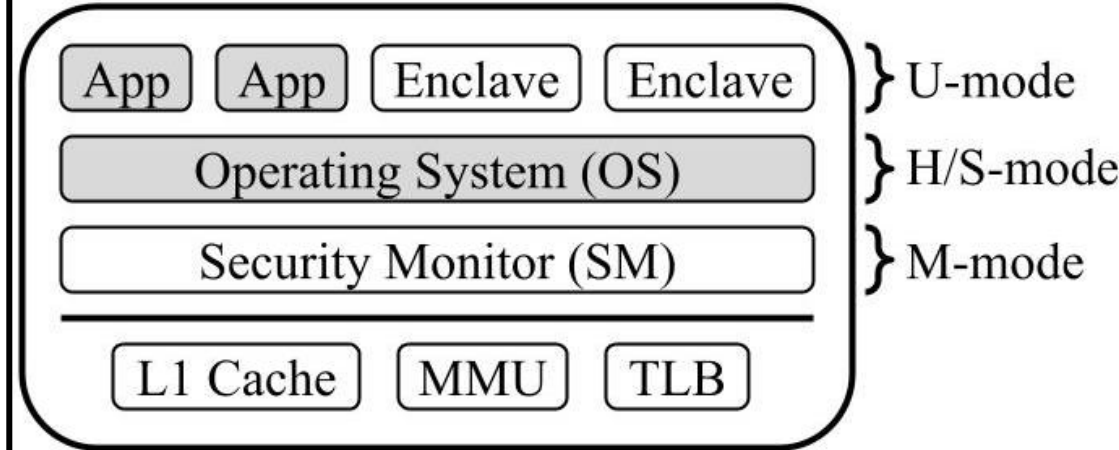 App App Enclave Enclave U-mode
Operating System (OS) H/S-mode
Security Monitor (SM) M-mode
L1 Cache MMU TLB